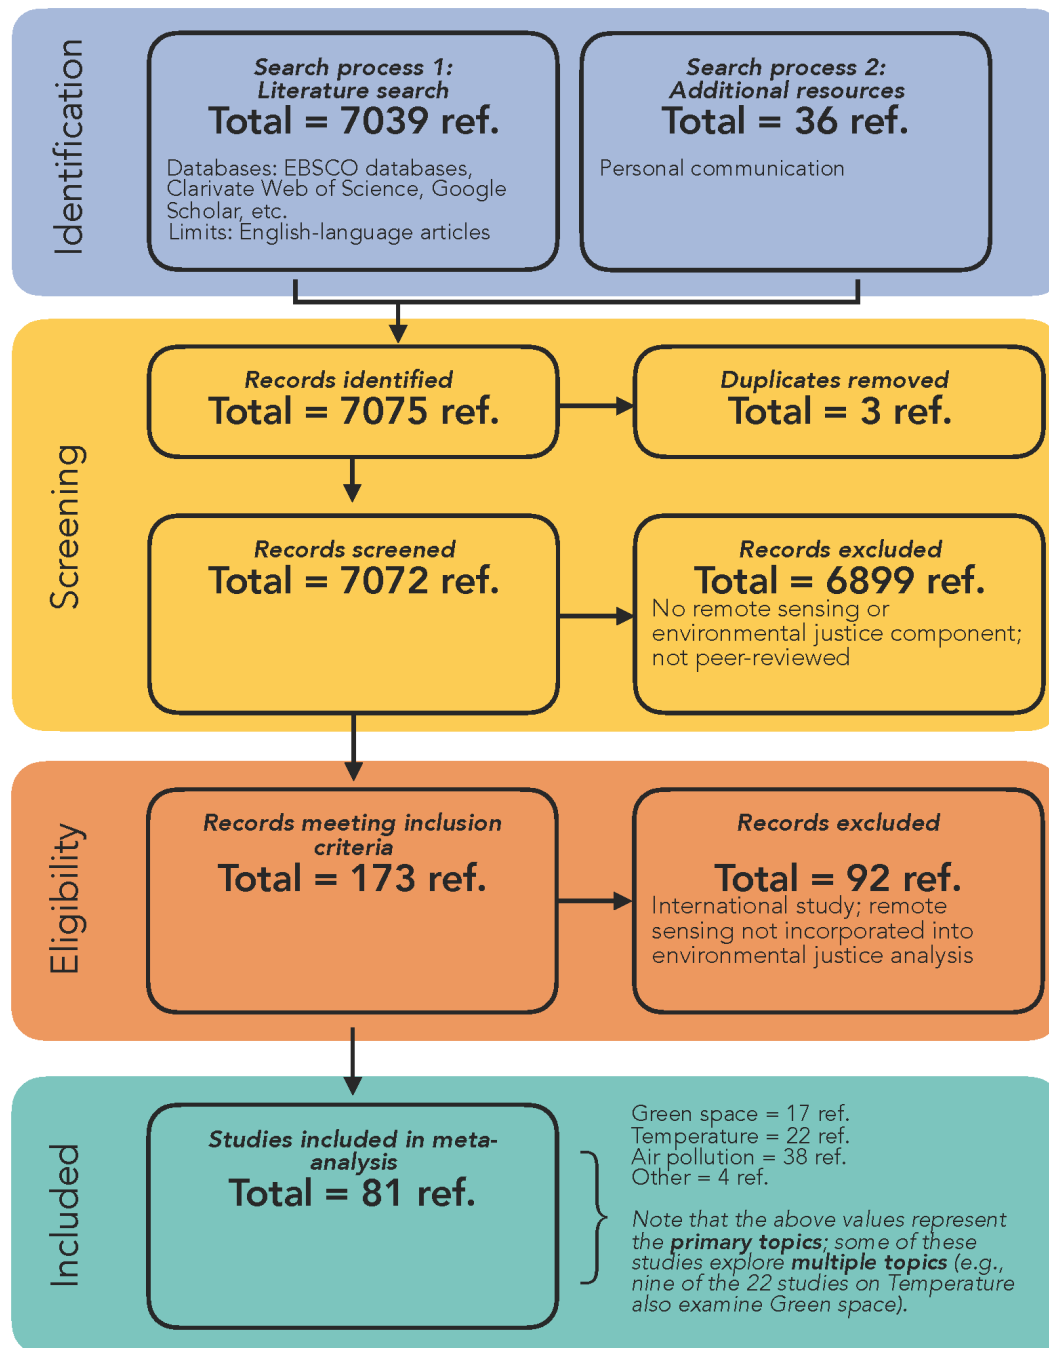 Identification
Search process 1:
Literature search
Total = 7039 ref.
Databases: EBSCO databases,
Clarivate Web of Science, Google
Scholar, etc.
Limits: English-language articles
Search process 2:
Additional resources
Total = 36 ref.
Personal communication
Screening
Records identified
Total = 7075 ref.
Duplicates removed
Total = 3 ref.
Records screened
Total = 7072 ref.
Records excluded
Total = 6899 ref.
No remote sensing or
environmental justice component;
not peer-reviewed
Eligibility
Records meeting inclusion
criteria
Total = 173 ref.
Records excluded
Total = 92 ref.
International study; remote
sensing not incorporated into
environmental justice analysis
Included
Studies included in meta-
analysis
Total = 81 ref.
Green space = 17 ref.
Temperature = 22 ref.
Air pollution = 38 ref.
Other = 4 ref.
Note that the above values represent
the primary topics; some of these
studies explore multiple topics (e.g.,
nine of the 22 studies on Temperature
also examine Green space).